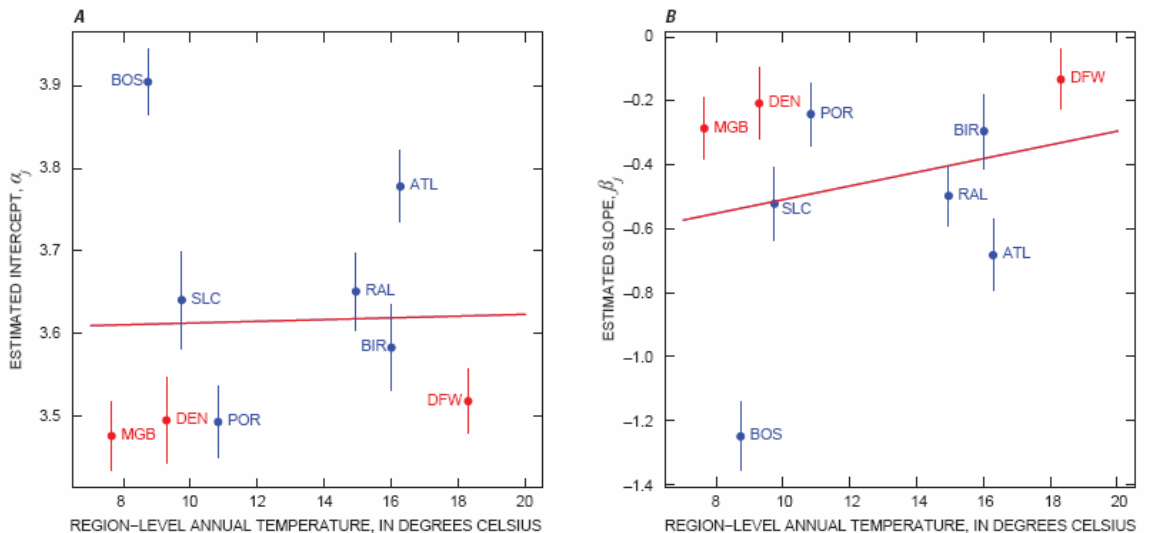 A
ESTIMATED INTERCEPT, αj
3.9
3.8
3.7
3.6
3.5
BOS
ATL
SLC
RAL
BIR
MGB
DEN
POR
DFW
8
10
12
14
16
18
20
REGION–LEVEL ANNUAL TEMPERATURE, IN DEGREES CELSIUS
B
ESTIMATED SLOPE, βj
0
–0.2
–0.4
–0.6
–0.8
–1.0
–1.2
–1.4
DFW
DEN
MGB
POR
BIR
RAL
SLC
ATL
BOS
8
10
12
14
16
18
20
REGION–LEVEL ANNUAL TEMPERATURE, IN DEGREES CELSIUS